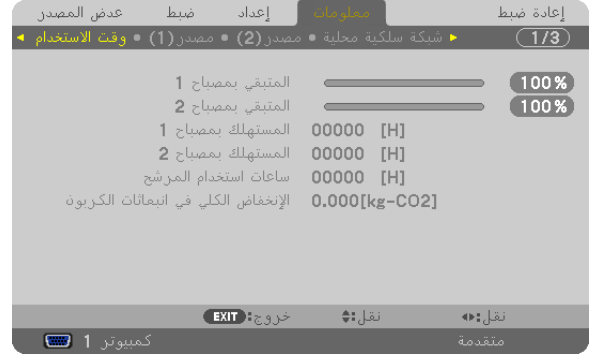 عرض المصدر ضبط إعداد معلومات إعادة ضبط
◄ وقت الاستخدام ● مصدر(1) ● مصدر(2) ● شبكة سلكية محلية ► 1/3
المتبقي بمصباح 1 100%
المتبقي بمصباح 2 100%
المستهلك بمصباح 1 00000 [H]
المستهلك بمصباح 2 00000 [H]
ساعات استخدام المرشح 00000 [H]
الإنخفاض الكلي في انبعاثات الكربون 0.000[kg-CO2]
EXIT:خروج نقل: نقل:
كمبيوتر 1 متقدمة